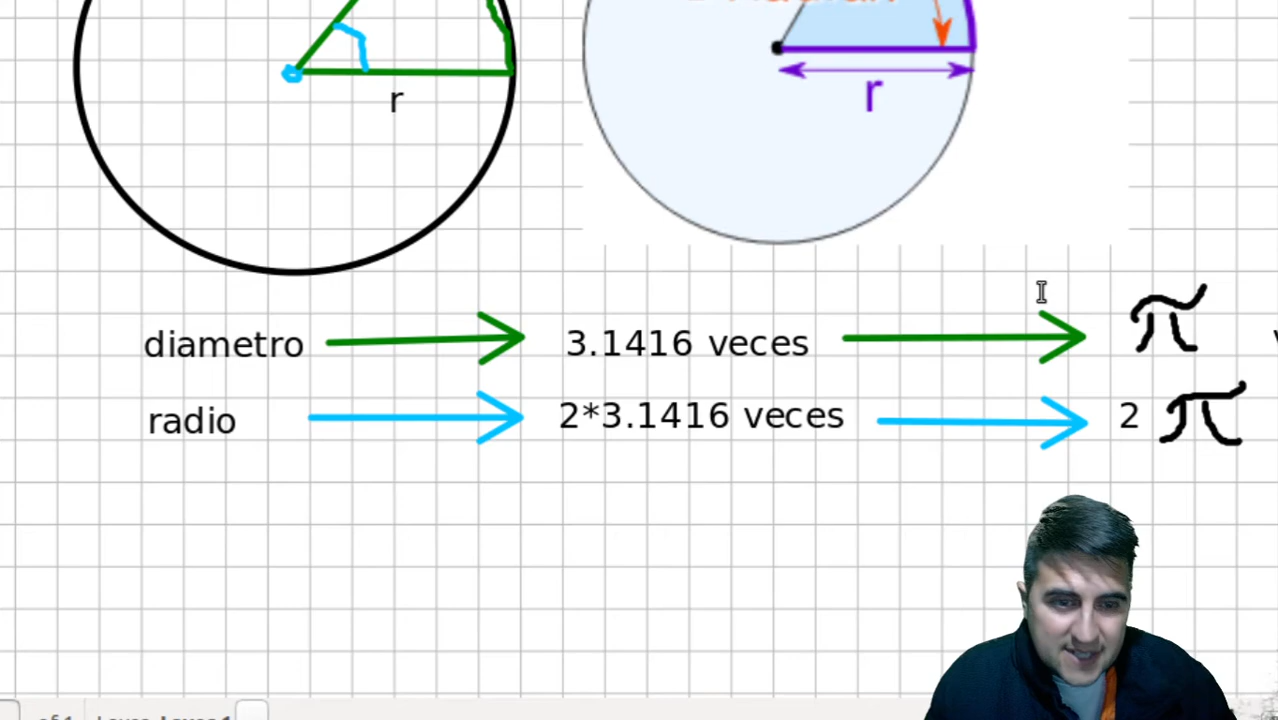 r
r
diametro 3.1416 veces π
radio 2*3.1416 veces 2 π